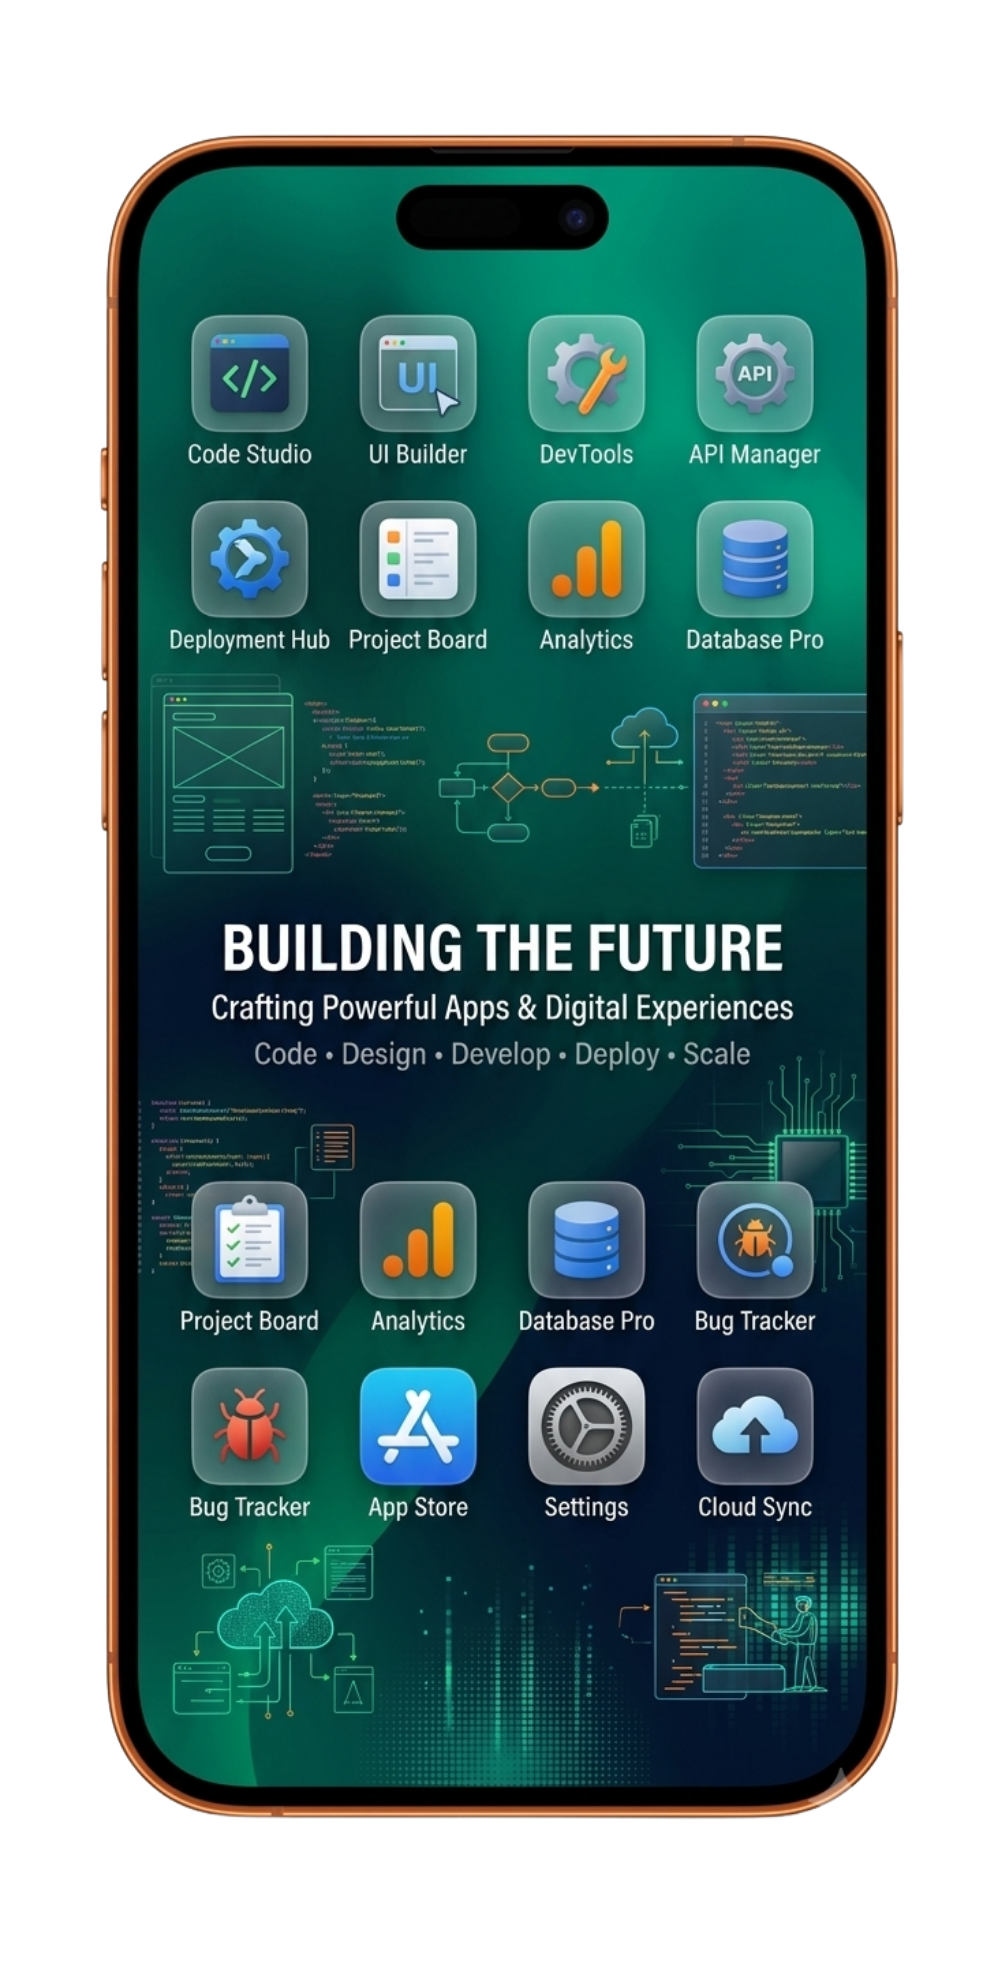 </>
UI
API
Code Studio
UI Builder
DevTools
API Manager
Deployment Hub
Project Board
Analytics
Database Pro
BUILDING THE FUTURE
Crafting Powerful Apps & Digital Experiences
Code • Design • Develop • Deploy • Scale
Project Board
Analytics
Database Pro
Bug Tracker
Bug Tracker
App Store
Settings
Cloud Sync